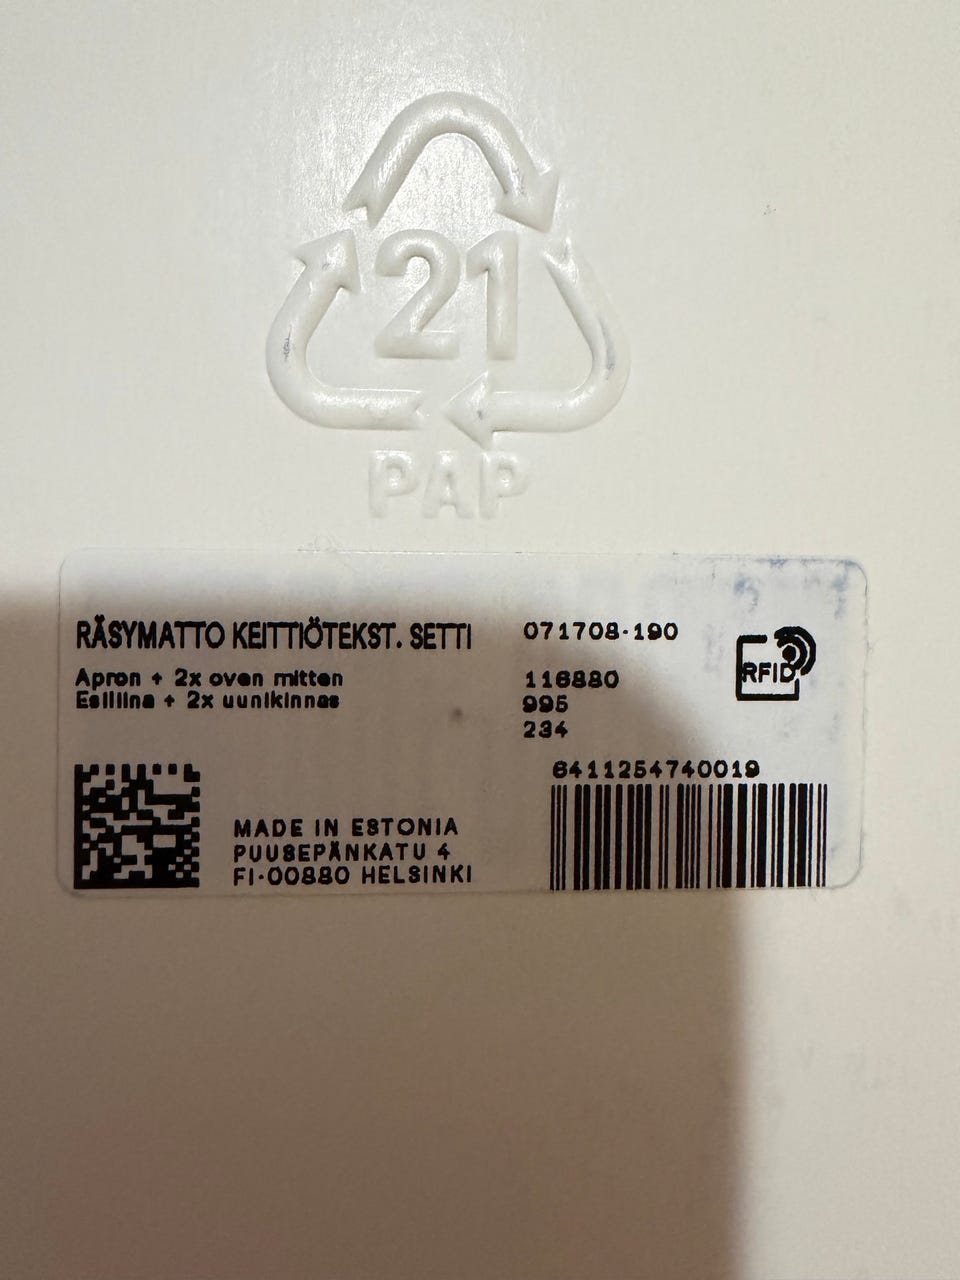 21
PAP
RÄSYMATTO KEITTIÖTEKST. SETTI
Apron + 2x oven mitten
Esiliina + 2x uunikinnas
071708-190
116880
995
234
RFID
6411254740019
MADE IN ESTONIA
PUUSEPÄNKATU 4
FI-00880 HELSINKI